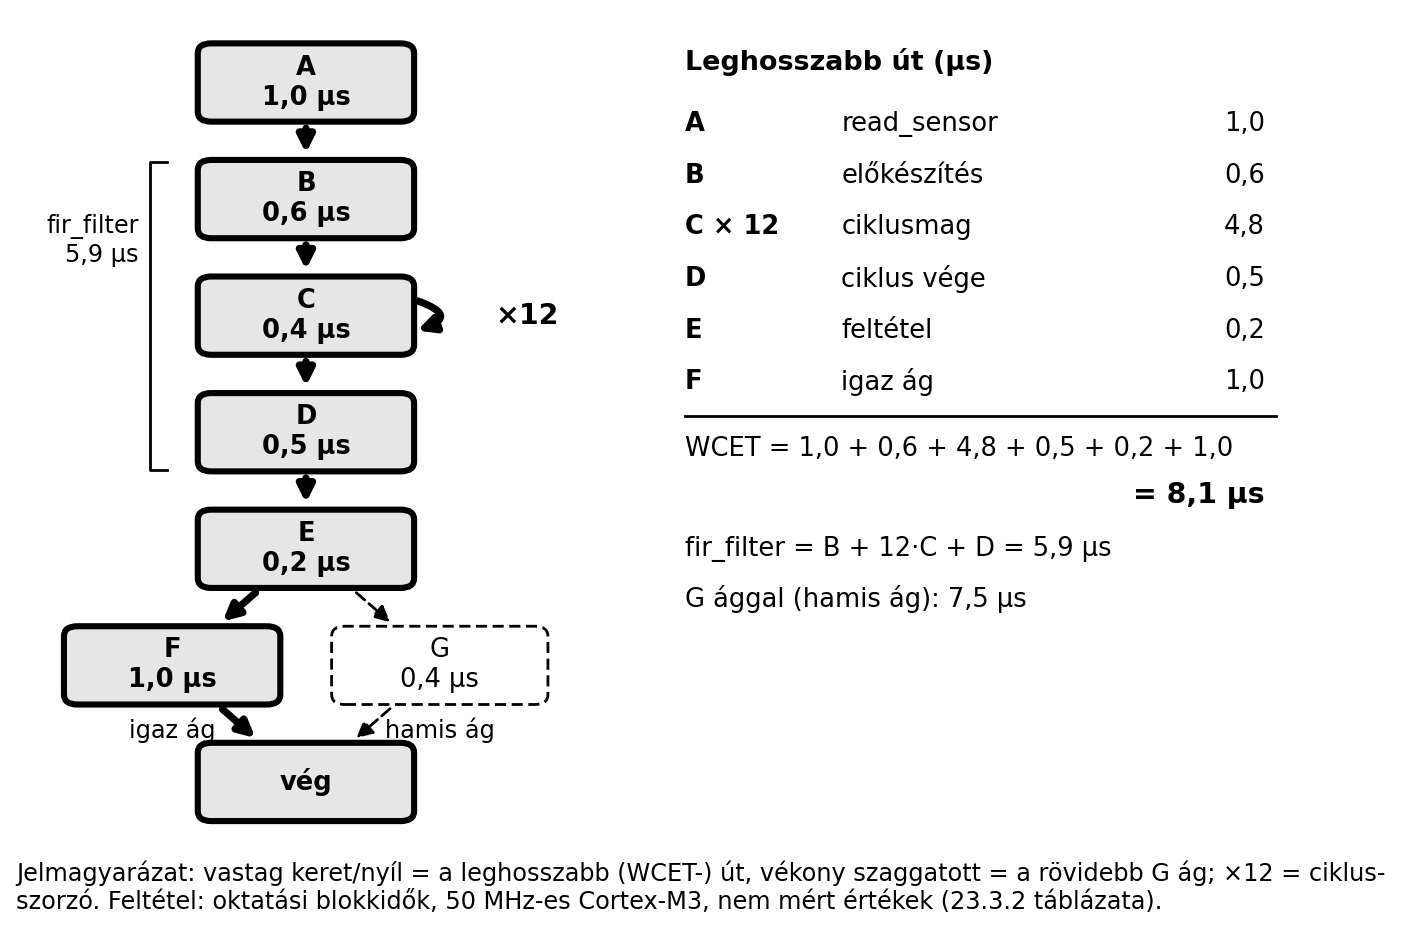 A
1,0 µs
B
0,6 µs
fir_filter
5,9 µs
C
0,4 µs
×12
D
0,5 µs
E
0,2 µs
F
1,0 µs
G
0,4 µs
igaz ág
hamis ág
vég
Leghosszabb út (µs)
A read_sensor 1,0
B előkészítés 0,6
C × 12 ciklusmag 4,8
D ciklus vége 0,5
E feltétel 0,2
F igaz ág 1,0
WCET = 1,0 + 0,6 + 4,8 + 0,5 + 0,2 + 1,0
= 8,1 µs
fir_filter = B + 12·C + D = 5,9 µs
G ággal (hamis ág): 7,5 µs
Jelmagyarázat: vastag keret/nyíl = a leghosszabb (WCET-) út, vékony szaggatott = a rövidebb G ág; ×12 = ciklus-
szorzó. Feltétel: oktatási blokkidők, 50 MHz-es Cortex-M3, nem mért értékek (23.3.2 táblázata).